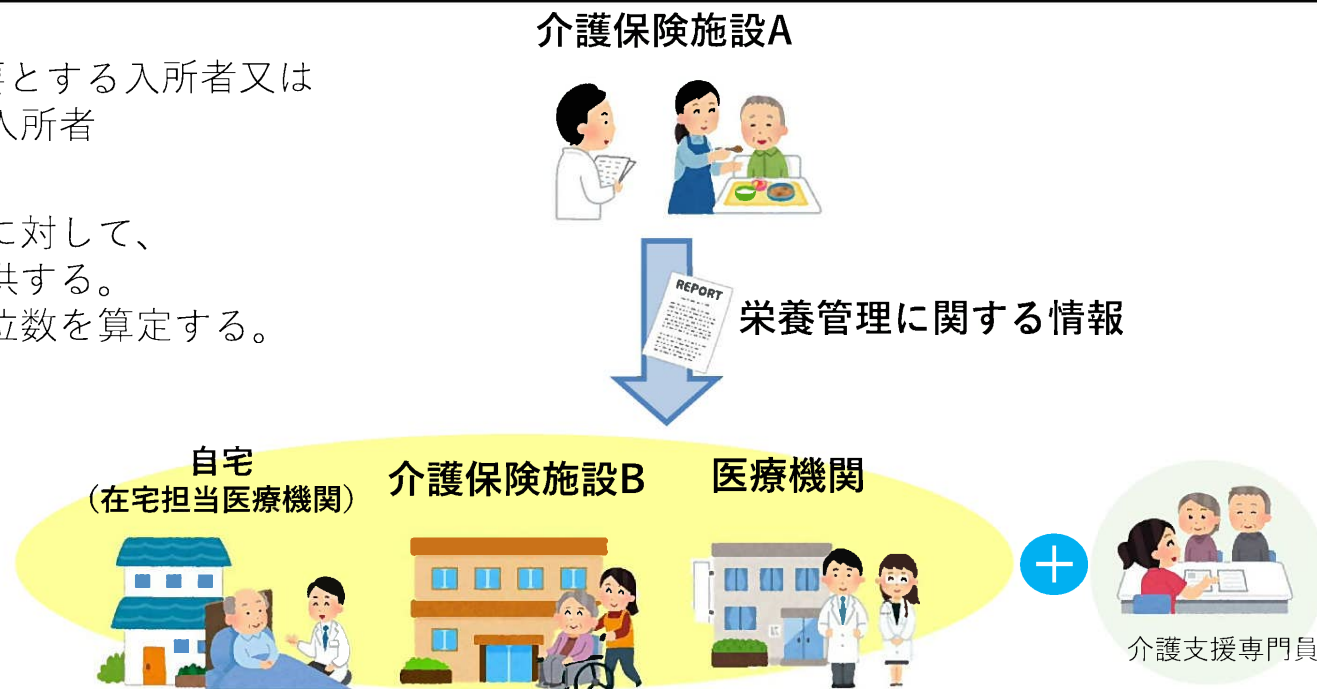 介護保険施設A
要とする入所者又は
入所者
に対して、
供する。
位数を算定する。
REPORT
栄養管理に関する情報
自宅
（在宅担当医療機関）
介護保険施設B
医療機関
介護支援専門員